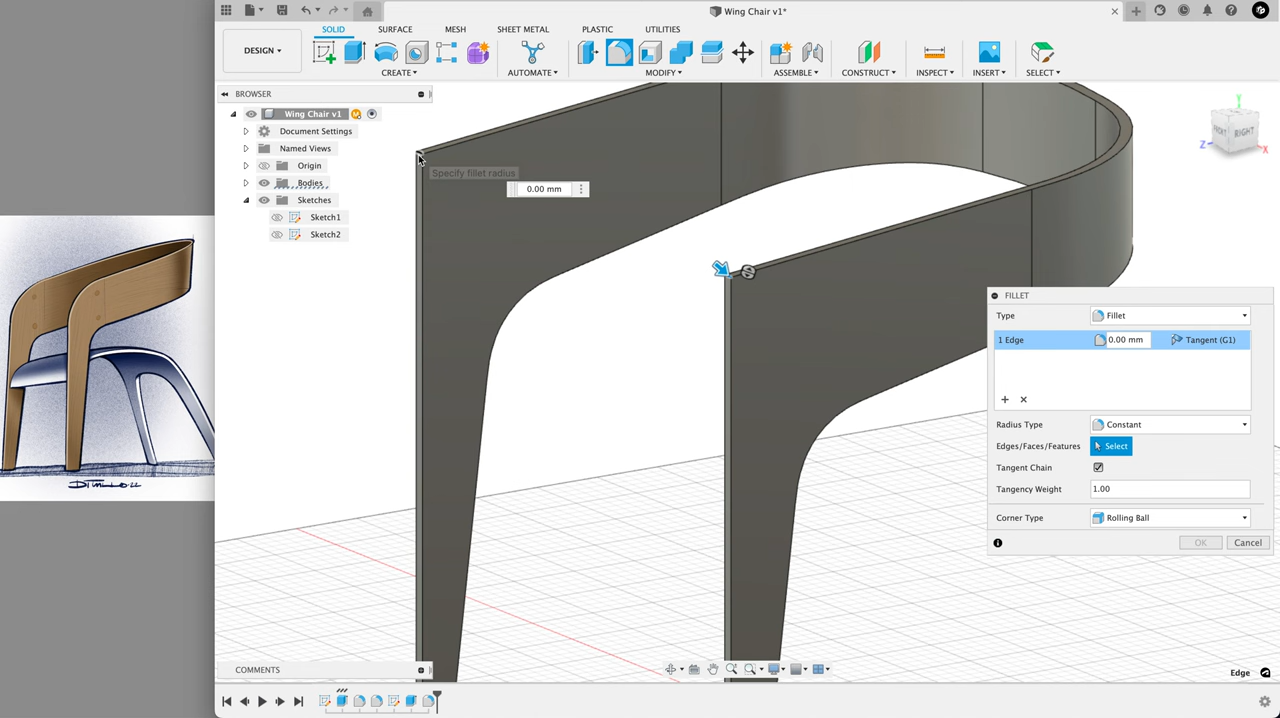 Wing Chair v1*
DESIGN
SOLID
SURFACE
MESH
SHEET METAL
PLASTIC
UTILITIES
CREATE
AUTOMATE
MODIFY
ASSEMBLE
CONSTRUCT
INSPECT
INSERT
SELECT
BROWSER
Wing Chair v1
Document Settings
Named Views
Origin
Bodies
Sketches
Sketch1
Sketch2
Specify fillet radius
0.00 mm
FRONT
RIGHT
Y
Z
X
FILLET
Type
Fillet
1 Edge
0.00 mm
Tangent (G1)
Radius Type
Constant
Edges/Faces/Features
Select
Tangent Chain
Tangency Weight
1.00
Corner Type
Rolling Ball
OK
Cancel
COMMENTS
Edge